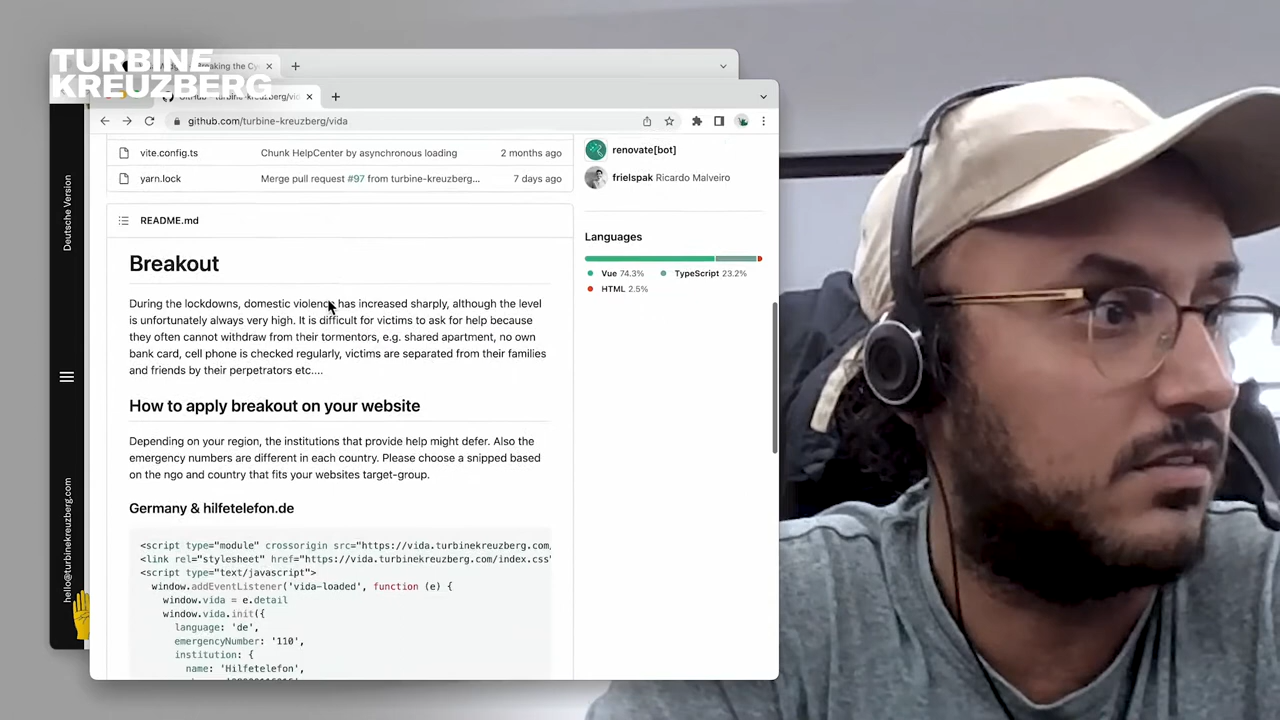 TURBINE
KREUZBERG
Breaking the Cy
GitHub - turbine-kreuzberg/vid
github.com/turbine-kreuzberg/vida
vite.config.ts Chunk HelpCenter by asynchronous loading 2 months ago
yarn.lock Merge pull request #97 from turbine-kreuzberg... 7 days ago
renovate[bot]
frielspak Ricardo Malveiro
README.md
Languages
Vue 74.3% TypeScript 23.2%
HTML 2.5%
Breakout
During the lockdowns, domestic violence has increased sharply, although the level
is unfortunately always very high. It is difficult for victims to ask for help because
they often cannot withdraw from their tormentors, e.g. shared apartment, no own
bank card, cell phone is checked regularly, victims are separated from their families
and friends by their perpetrators etc....
How to apply breakout on your website
Depending on your region, the institutions that provide help might defer. Also the
emergency numbers are different in each country. Please choose a snipped based
on the ngo and country that fits your websites target-group.
Germany & hilfetelefon.de
<script type="module" crossorigin src="https://vida.turbinekreuzberg.com,
<link rel="stylesheet" href="https://vida.turbinekreuzberg.com/index.css"
<script type="text/javascript">
window.addEventListener('vida-loaded', function (e) {
window.vida = e.detail
window.vida.init({
language: 'de',
emergencyNumber: '110',
institution: {
name: 'Hilfetelefon',
Deutsche Version
hello@turbinekreuzberg.com